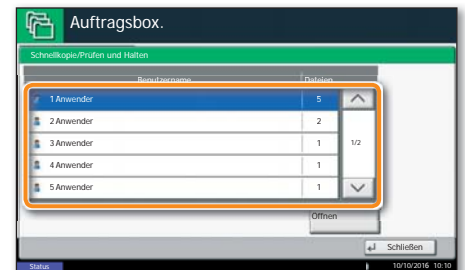 Auftragsbox.
Schnellkopie/Prüfen und Halten
Benutzername Dateien
1 Anwender 5
2 Anwender 2
3 Anwender 1
1/2
4 Anwender 1
5 Anwender 1
Öffnen
Schließen
Status 10/10/2016 10:10